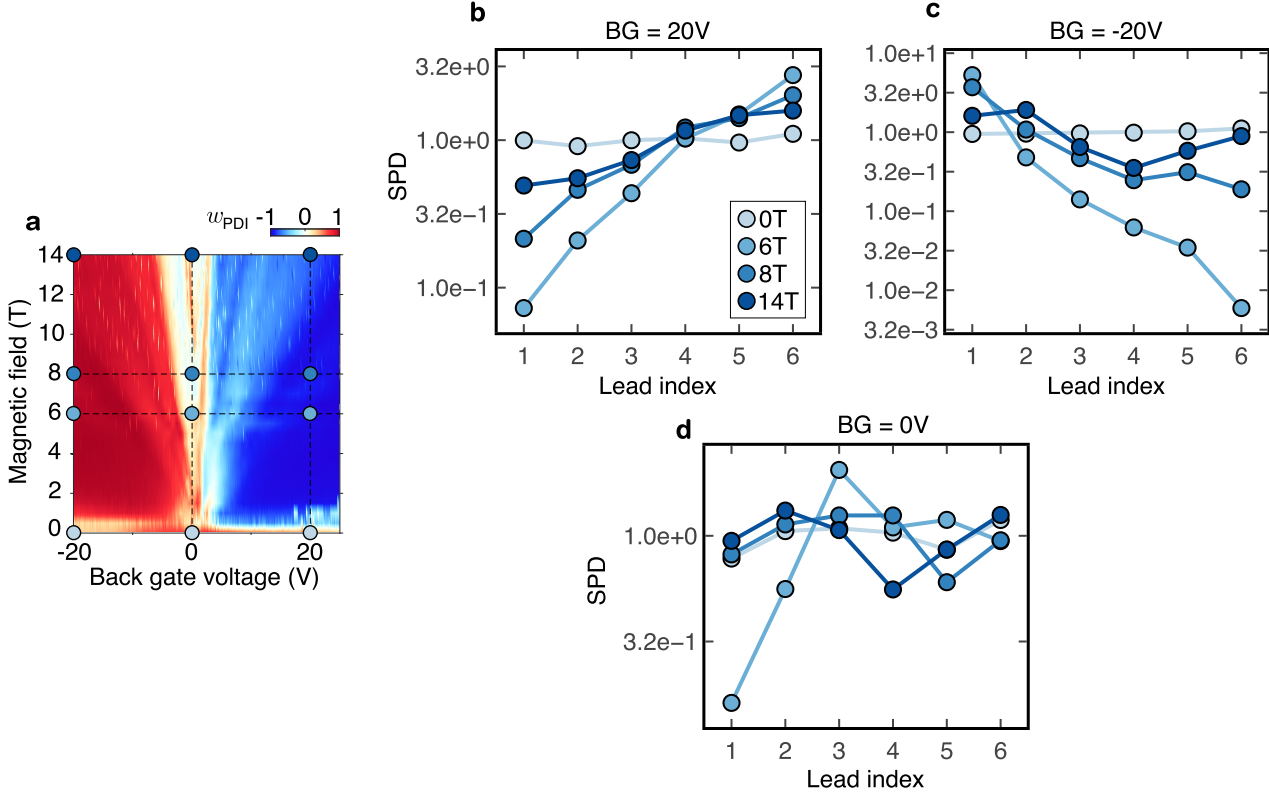 a
w_PDI -1 0 1
14
12
10
8
6
4
2
0
Magnetic field (T)
-20 0 20
Back gate voltage (V)
b
BG = 20V
3.2e+0
1.0e+0
3.2e−1
1.0e−1
SPD
0T
6T
8T
14T
1 2 3 4 5 6
Lead index
c
BG = -20V
1.0e+1
3.2e+0
1.0e+0
3.2e−1
1.0e−1
3.2e−2
1.0e−2
3.2e−3
1 2 3 4 5 6
Lead index
d
BG = 0V
1.0e+0
3.2e−1
SPD
1 2 3 4 5 6
Lead index